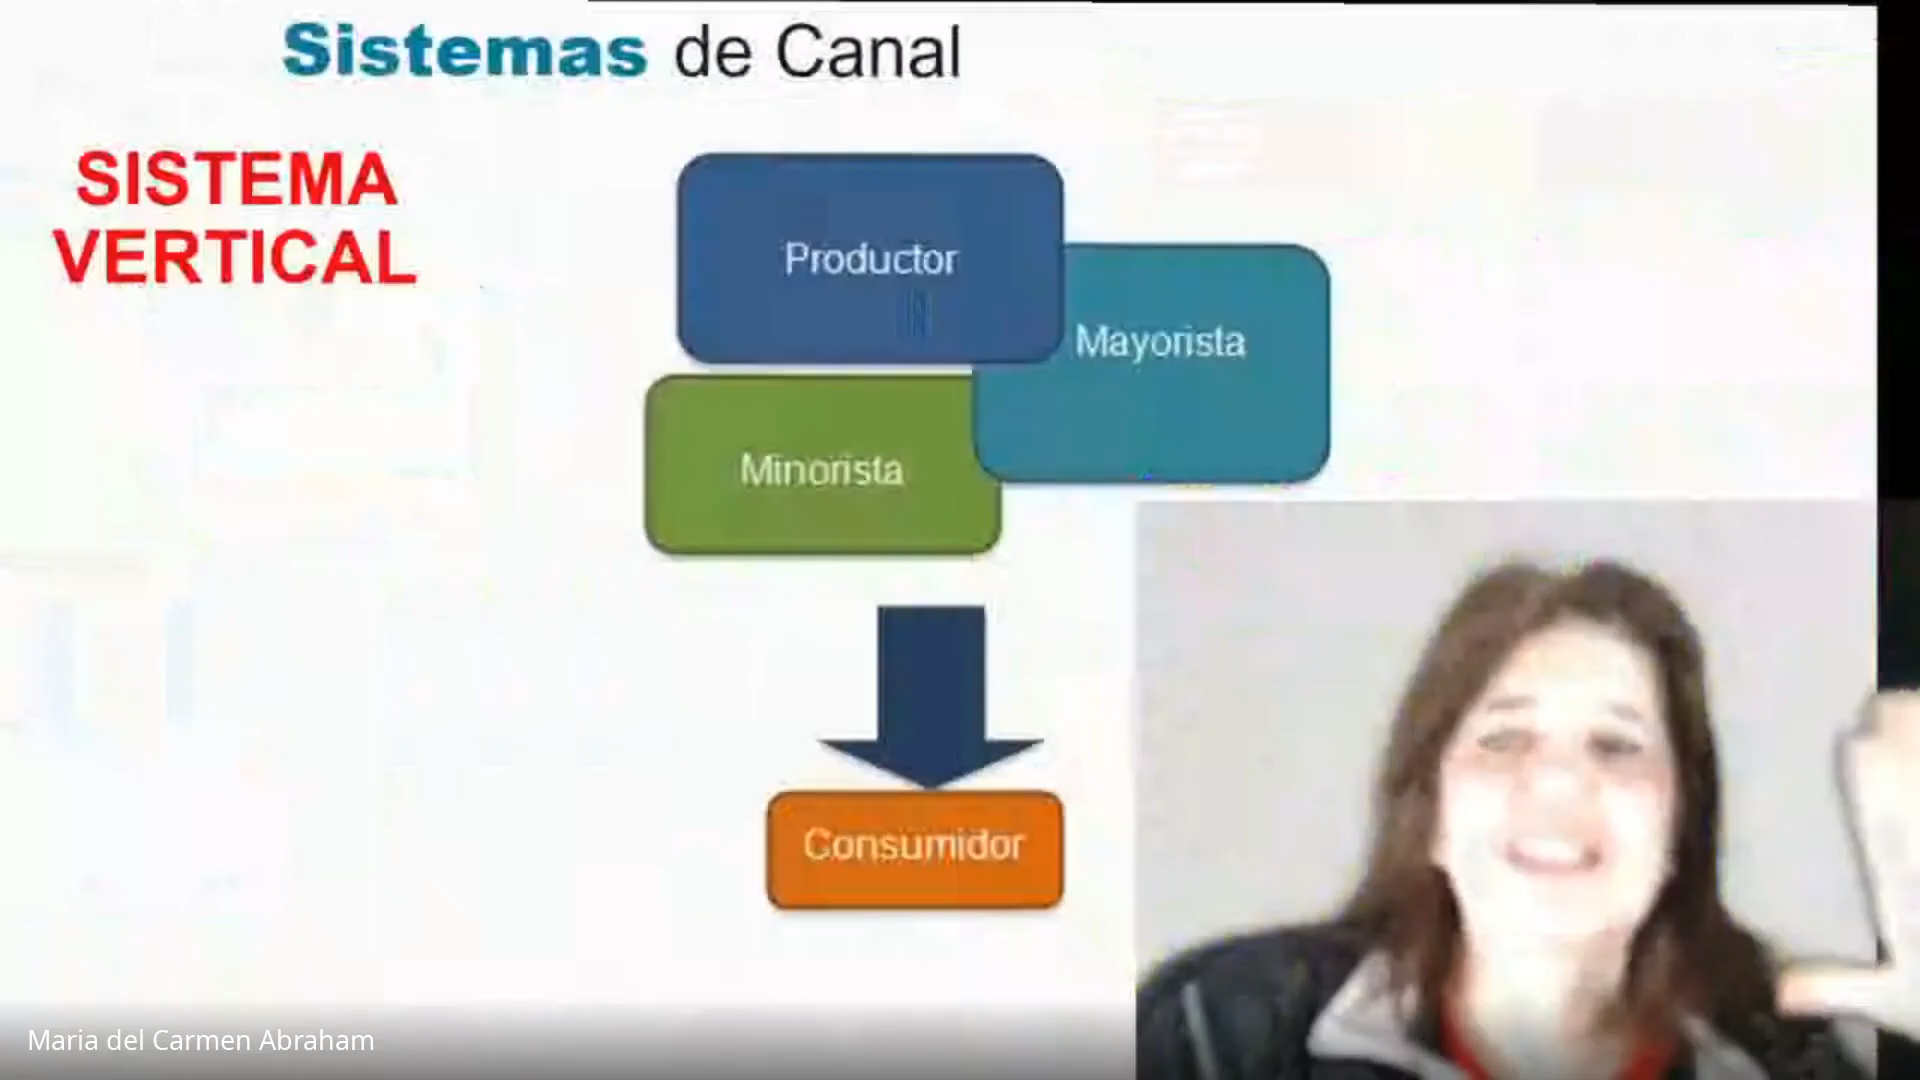 Sistemas de Canal
SISTEMA
VERTICAL
Productor
Mayorista
Minorista
Consumidor
Maria del Carmen Abraham